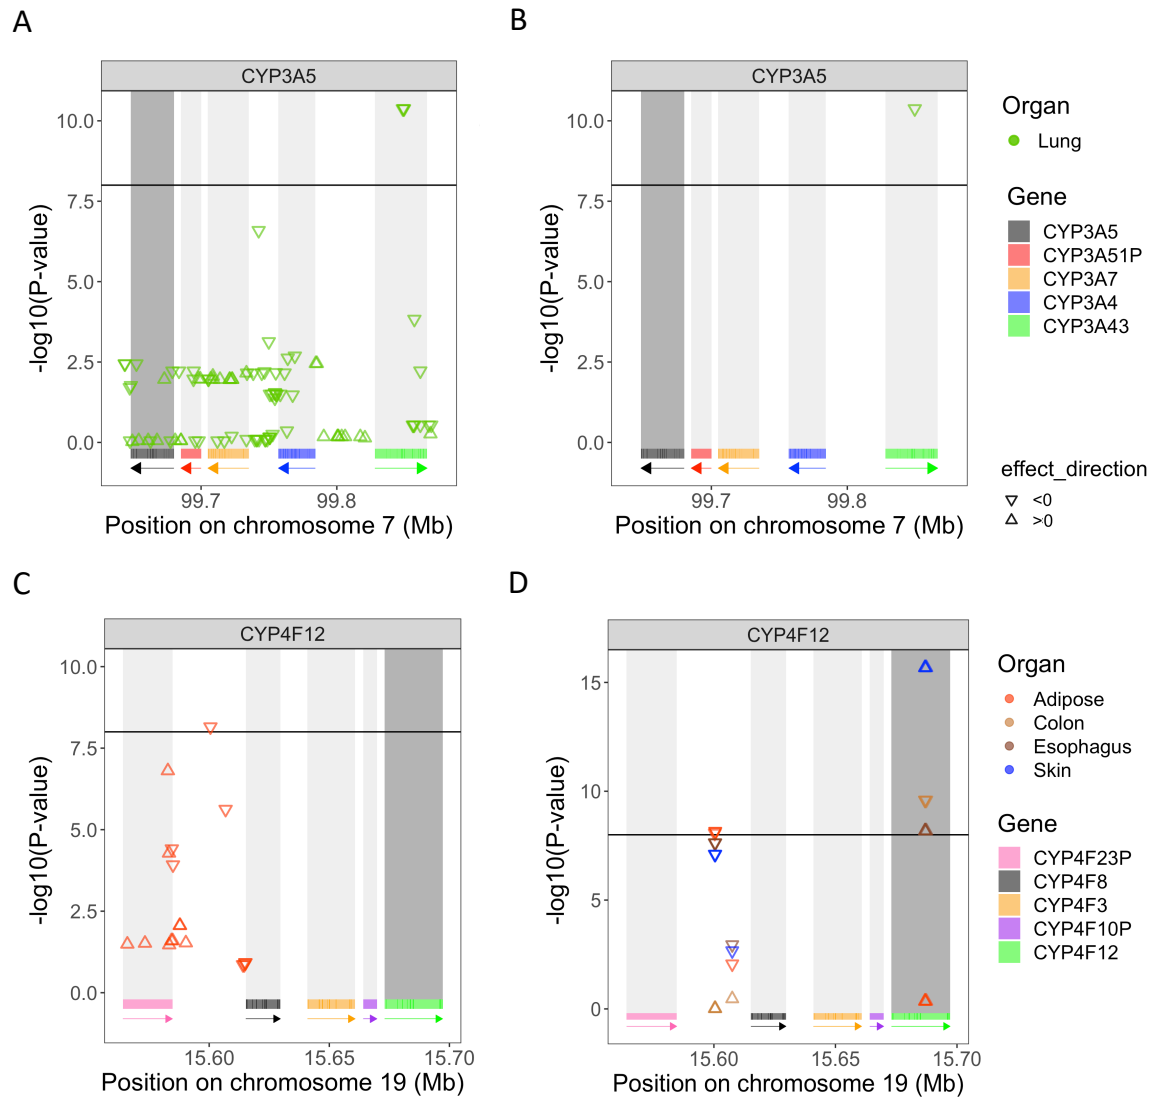 A
B
CYP3A5
CYP3A5
-log10(P-value)
10.0
7.5
5.0
2.5
0.0
99.7
99.8
Position on chromosome 7 (Mb)
-log10(P-value)
10.0
7.5
5.0
2.5
0.0
99.7
99.8
Position on chromosome 7 (Mb)
Organ
Lung
Gene
CYP3A5
CYP3A51P
CYP3A7
CYP3A4
CYP3A43
effect_direction
<0
>0
C
D
CYP4F12
CYP4F12
-log10(P-value)
10.0
7.5
5.0
2.5
0.0
15.60
15.65
15.70
Position on chromosome 19 (Mb)
-log10(P-value)
15
10
5
0
15.60
15.65
15.70
Position on chromosome 19 (Mb)
Organ
Adipose
Colon
Esophagus
Skin
Gene
CYP4F23P
CYP4F8
CYP4F3
CYP4F10P
CYP4F12